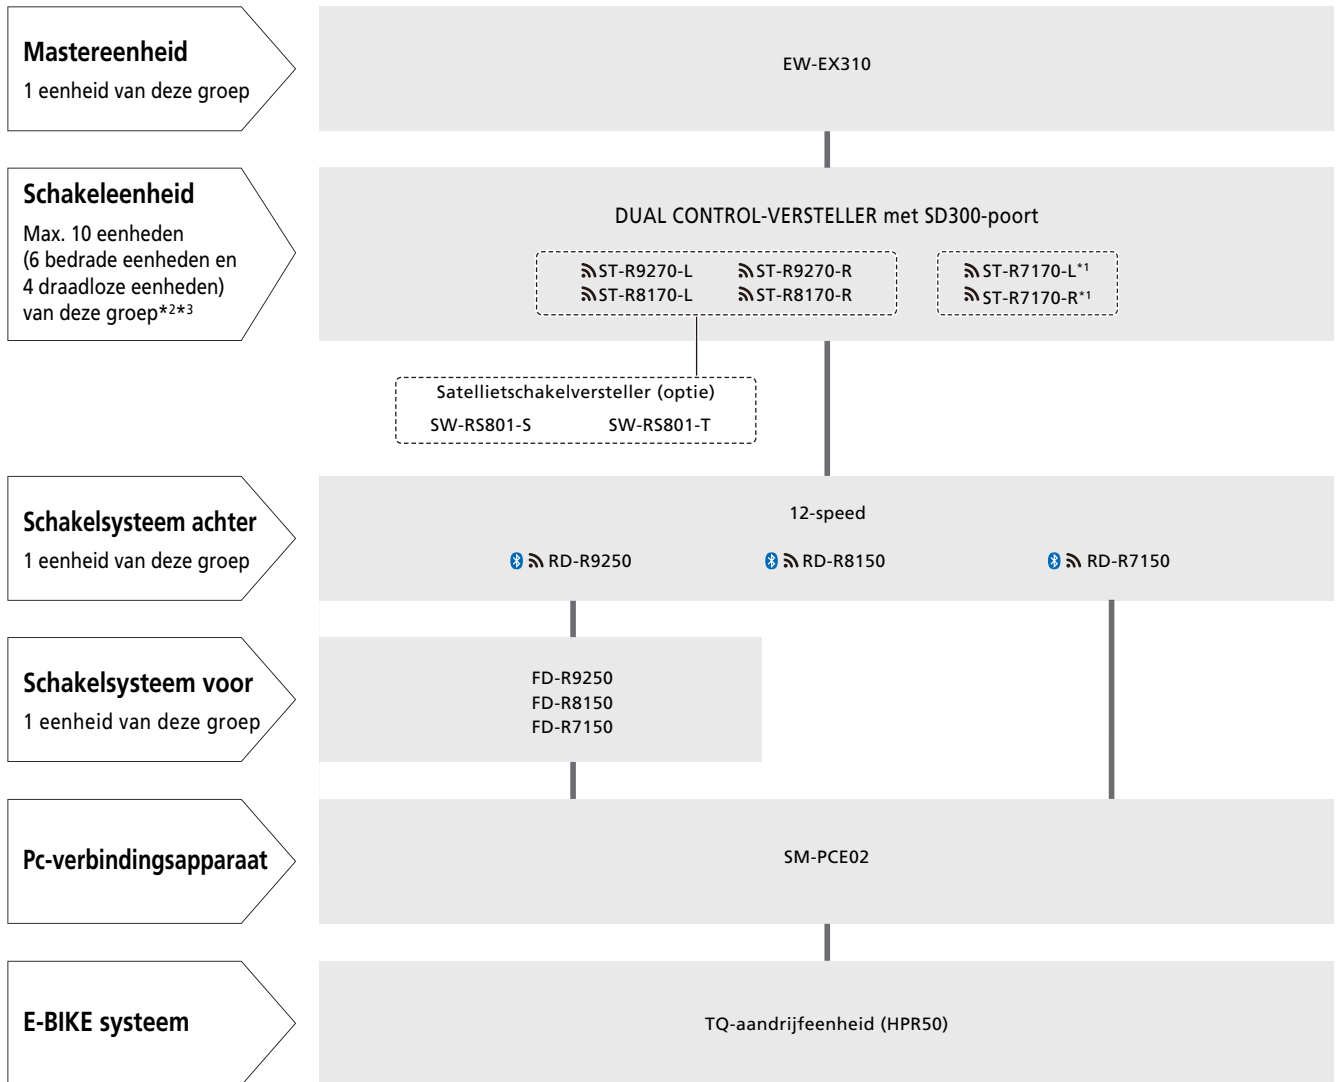 Mastereenheid
1 eenheid van deze groep
EW-EX310
Schakeleenheid
Max. 10 eenheden
(6 bedrade eenheden en
4 draadloze eenheden)
van deze groep*2*3
DUAL CONTROL-VERSTELLER met SD300-poort
ST-R9270-L ST-R9270-R
ST-R8170-L ST-R8170-R
ST-R7170-L*1
ST-R7170-R*1
Satellietschakelversteller (optie)
SW-RS801-S SW-RS801-T
Schakelsysteem achter
1 eenheid van deze groep
12-speed
RD-R9250 RD-R8150 RD-R7150
Schakelsysteem voor
1 eenheid van deze groep
FD-R9250
FD-R8150
FD-R7150
Pc-verbindingsapparaat
SM-PCE02
E-BIKE systeem
TQ-aandrijfeenheid (HPR50)